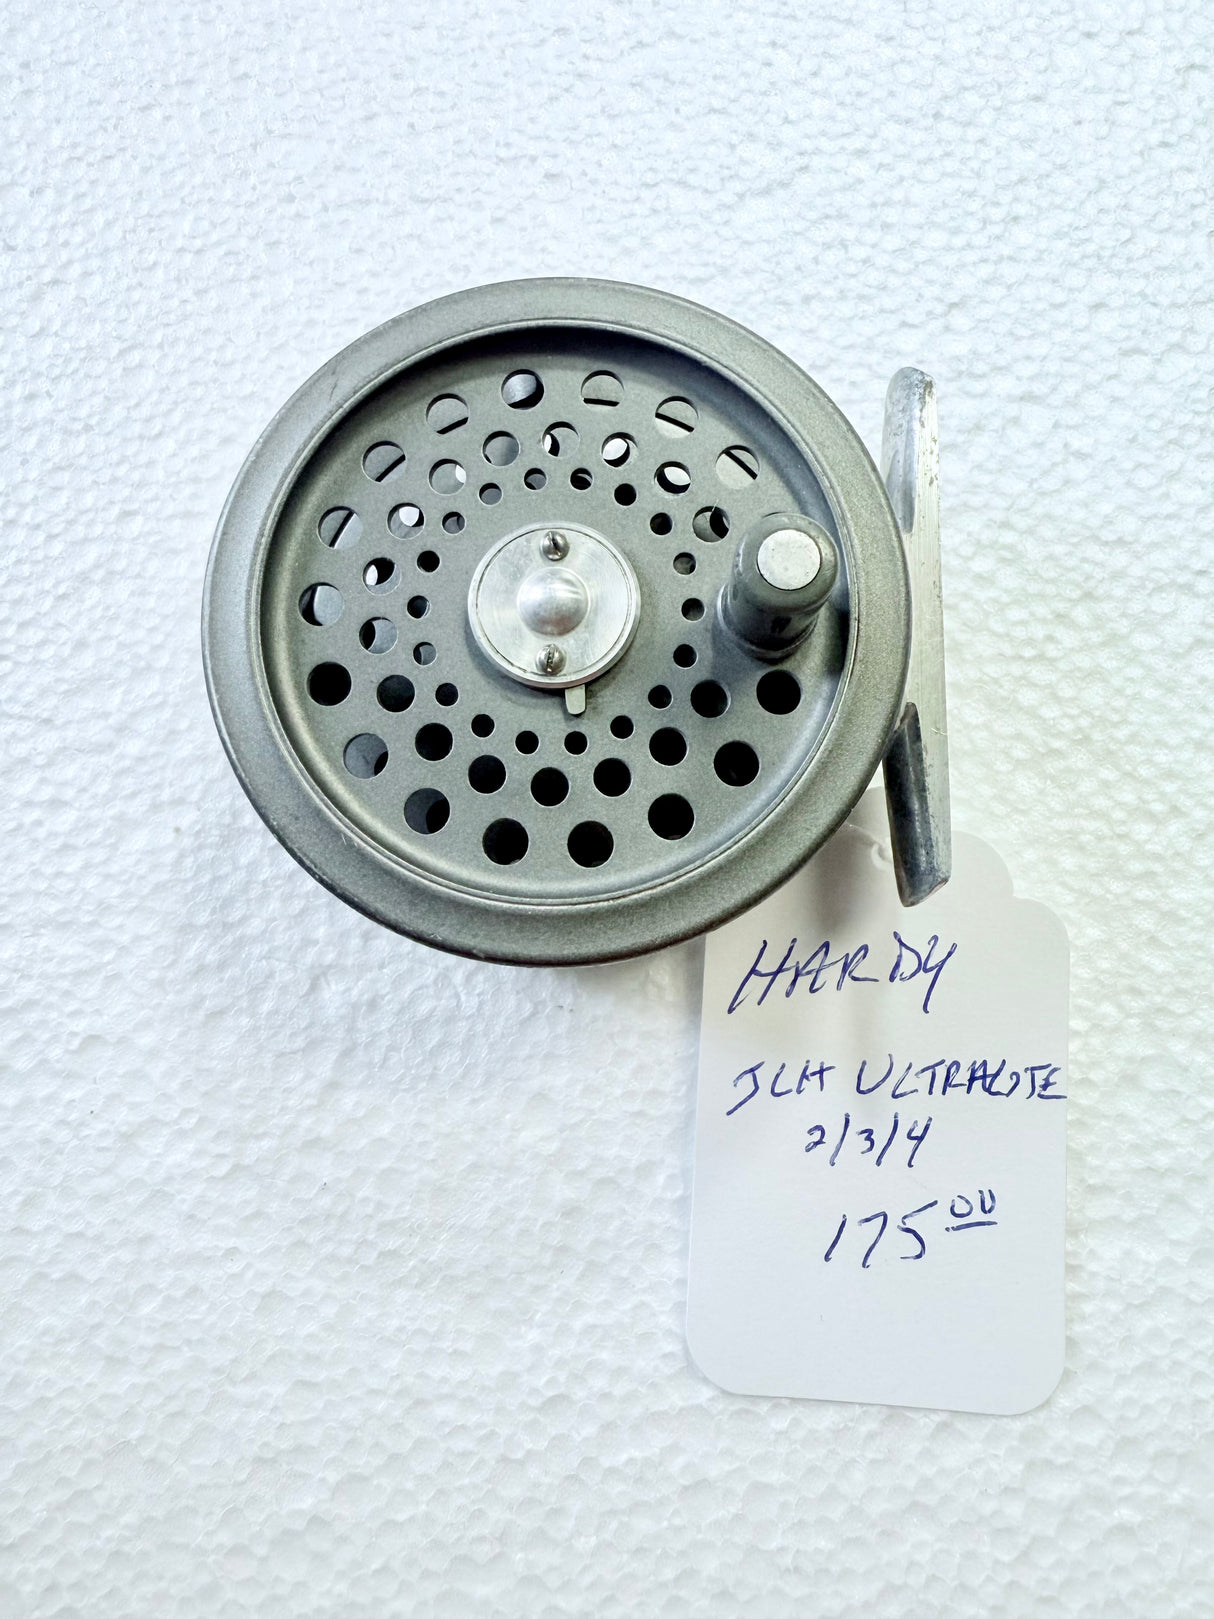 HARDY
JLH ULTRALITE
2/3/4
175.00